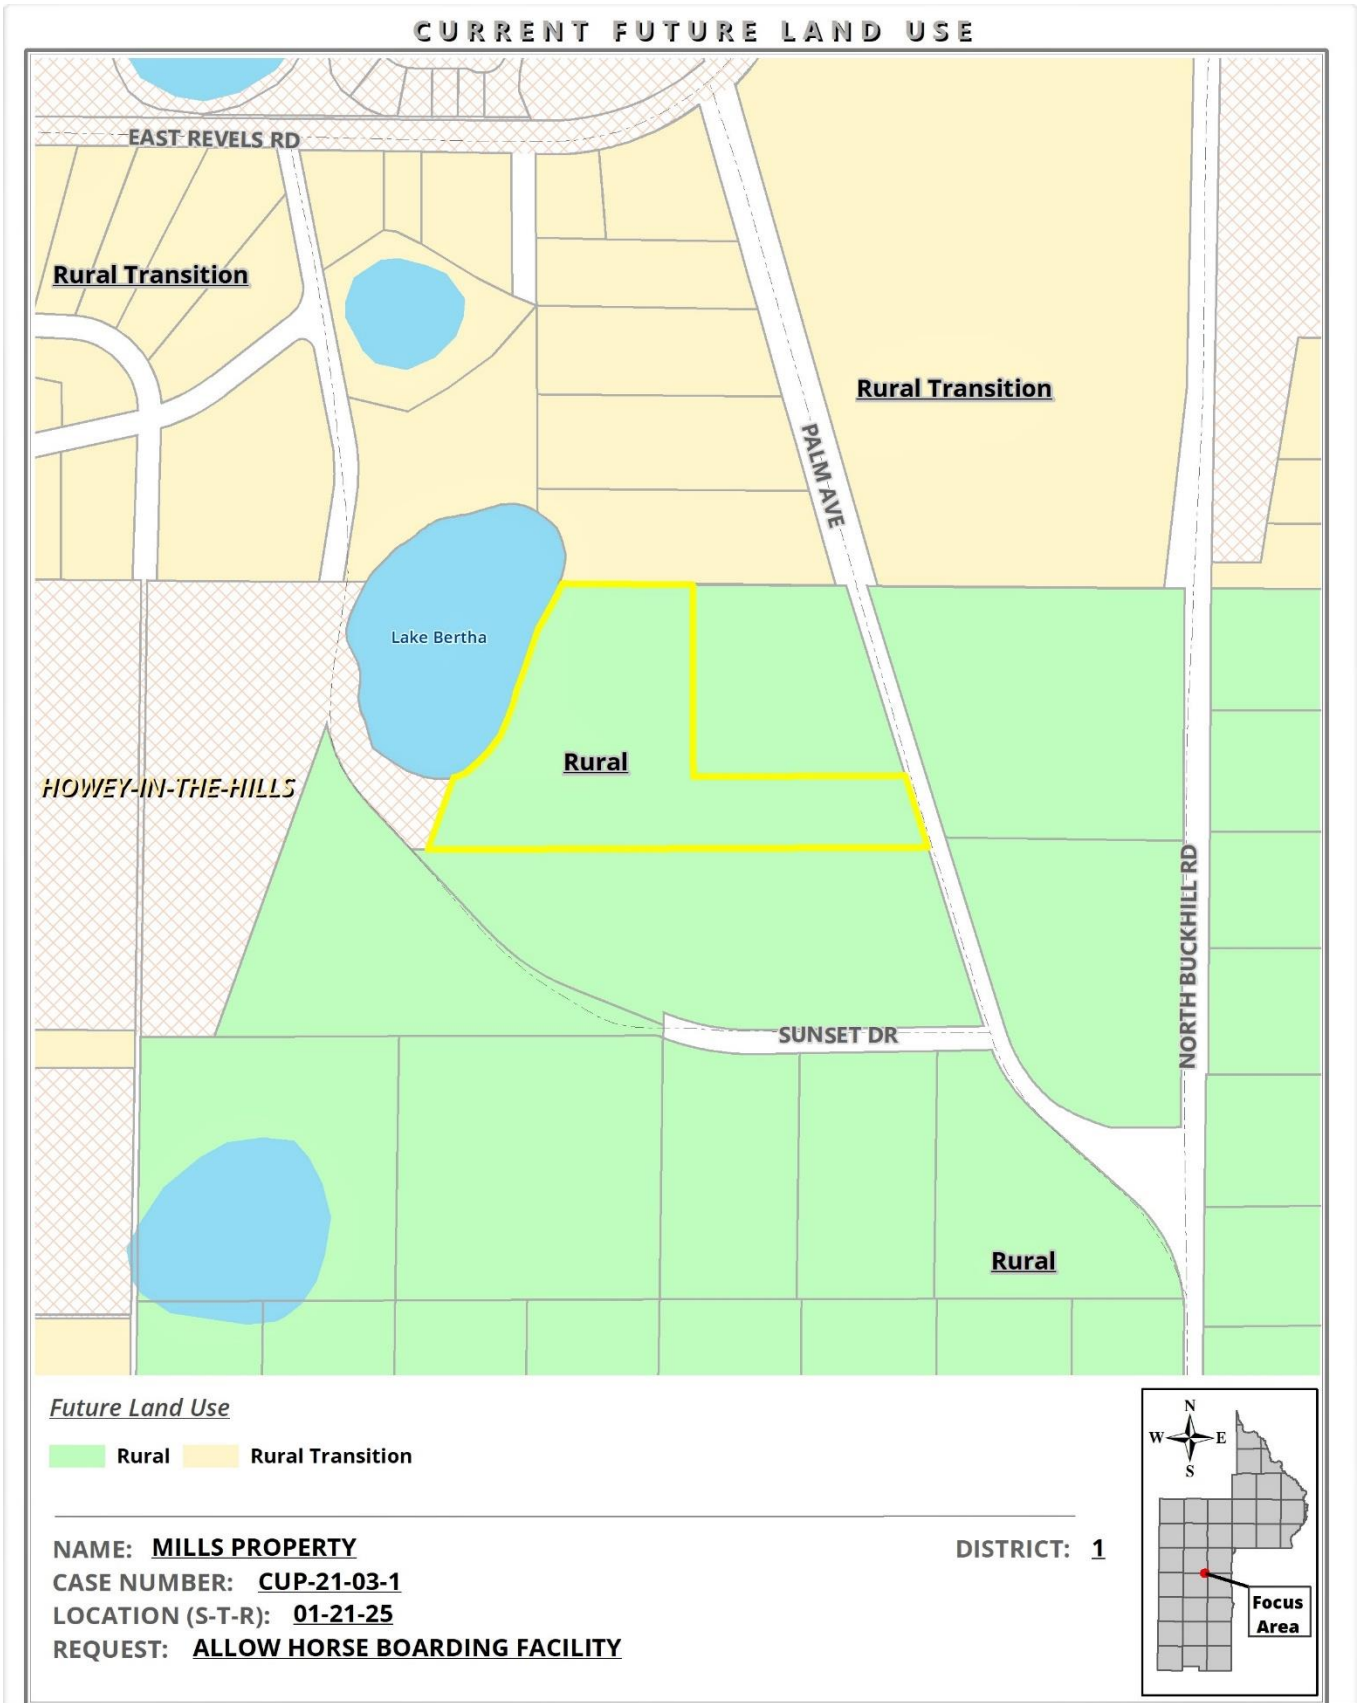 CURRENT FUTURE LAND USE
EAST REVELS RD
Rural Transition
Rural Transition
PALM AVE
Lake Bertha
Rural
HOWEY-IN-THE-HILLS
NORTH BUCKHILL RD
SUNSET DR
Rural
Future Land Use
Rural Rural Transition
N
W E
S
NAME: MILLS PROPERTY DISTRICT: 1
CASE NUMBER: CUP-21-03-1
LOCATION (S-T-R): 01-21-25
REQUEST: ALLOW HORSE BOARDING FACILITY
Focus
Area